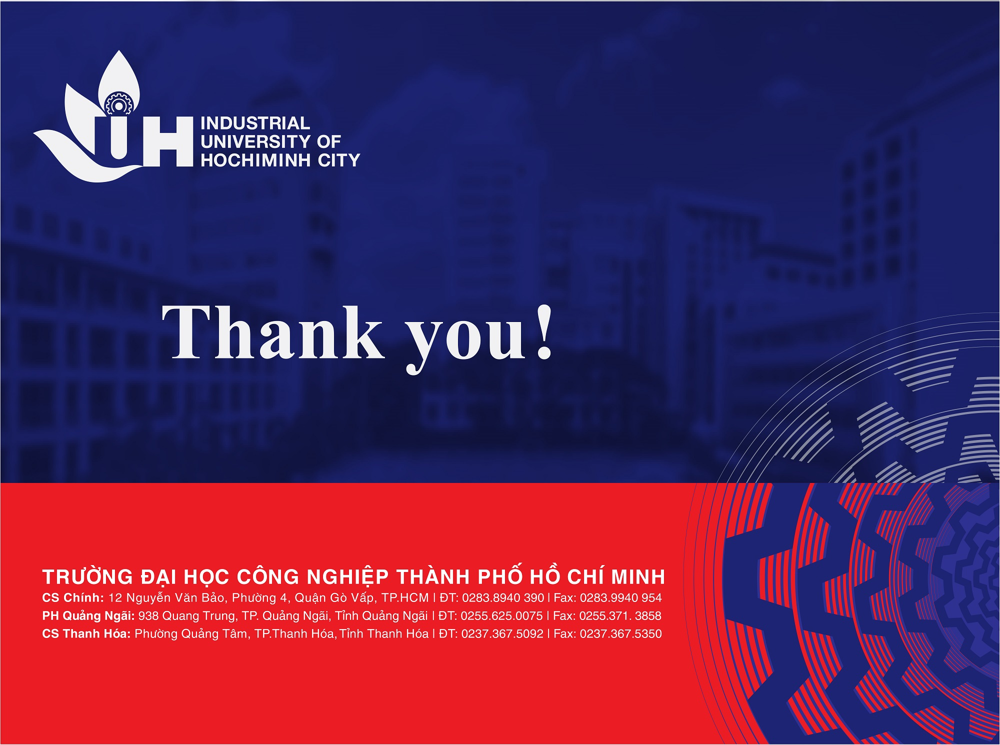 IUH
INDUSTRIAL
UNIVERSITY OF
HOCHIMINH CITY
Thank you!
TRƯỜNG ĐẠI HỌC CÔNG NGHIỆP THÀNH PHỐ HỒ CHÍ MINH
CS Chính: 12 Nguyễn Văn Bảo, Phường 4, Quận Gò Vấp, TP.HCM | ĐT: 0283.8940 390 | Fax: 0283.9940 954
PH Quảng Ngãi: 938 Quang Trung, TP. Quảng Ngãi, Tỉnh Quảng Ngãi | ĐT: 0255.625.0075 | Fax: 0255.371. 3858
CS Thanh Hóa: Phường Quảng Tâm, TP.Thanh Hóa, Tỉnh Thanh Hóa | ĐT: 0237.367.5092 | Fax: 0237.367.5350